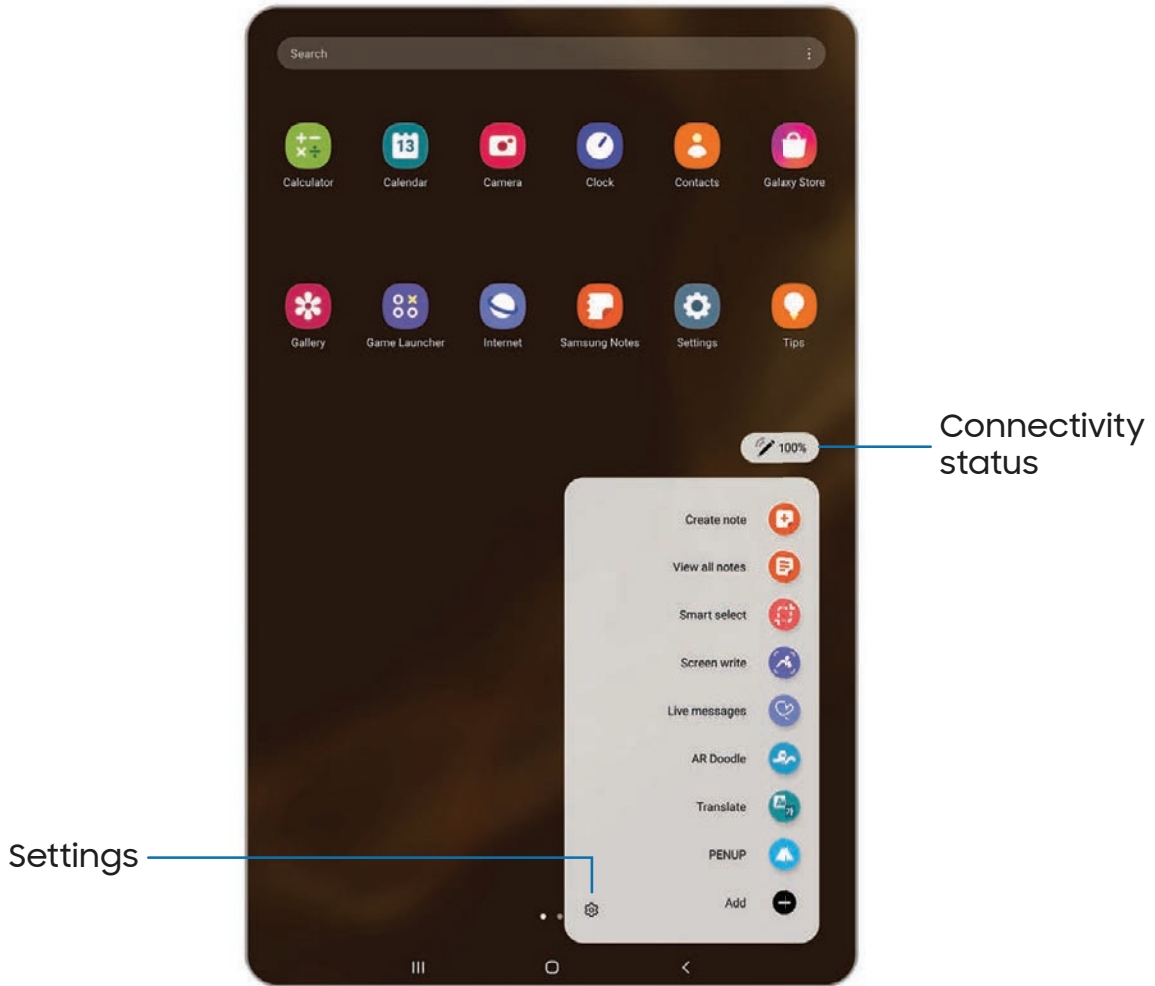 Search
13
Calculator Calendar Camera Clock Contacts Galaxy Store
Gallery Game Launcher Internet Samsung Notes Settings Tips
100%
Connectivity
status
Create note
View all notes
Smart select
Screen write
Live messages
AR Doodle
Translate
PENUP
Settings
Add